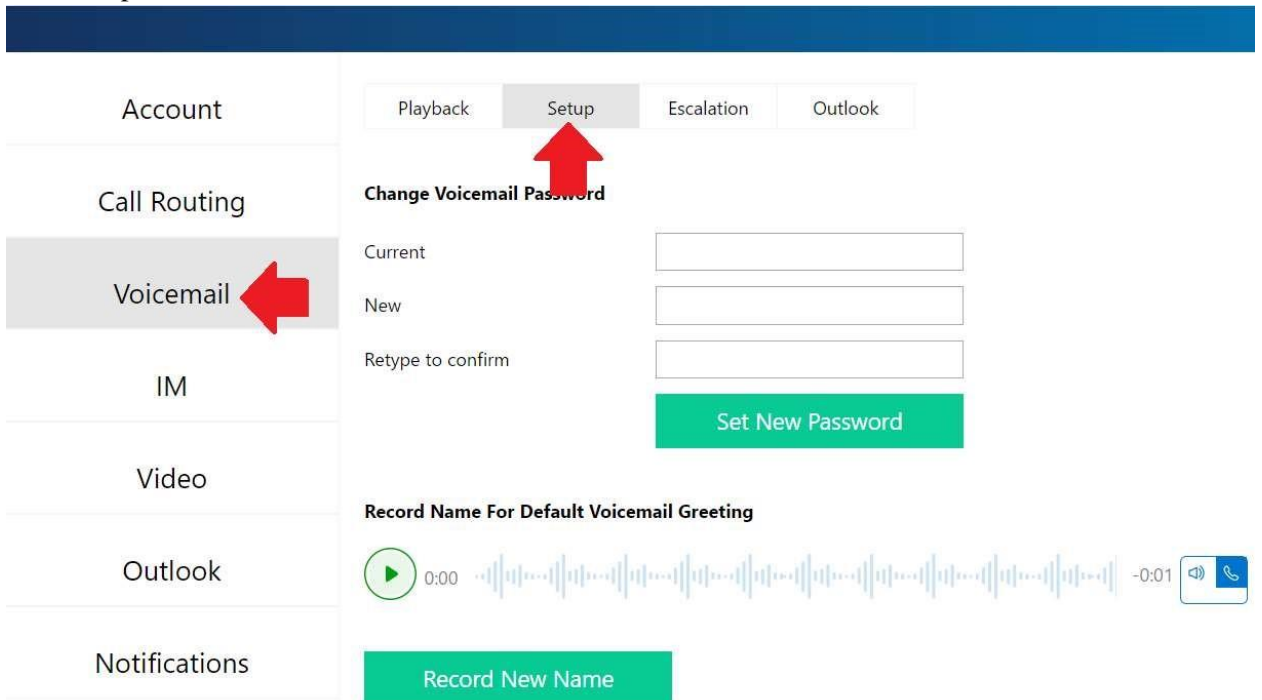 Account
Call Routing
Voicemail
IM
Video
Outlook
Notifications
Playback Setup Escalation Outlook
Change Voicemail Password
Current
New
Retype to confirm
Set New Password
Record Name For Default Voicemail Greeting
0:00 -0:01
Record New Name